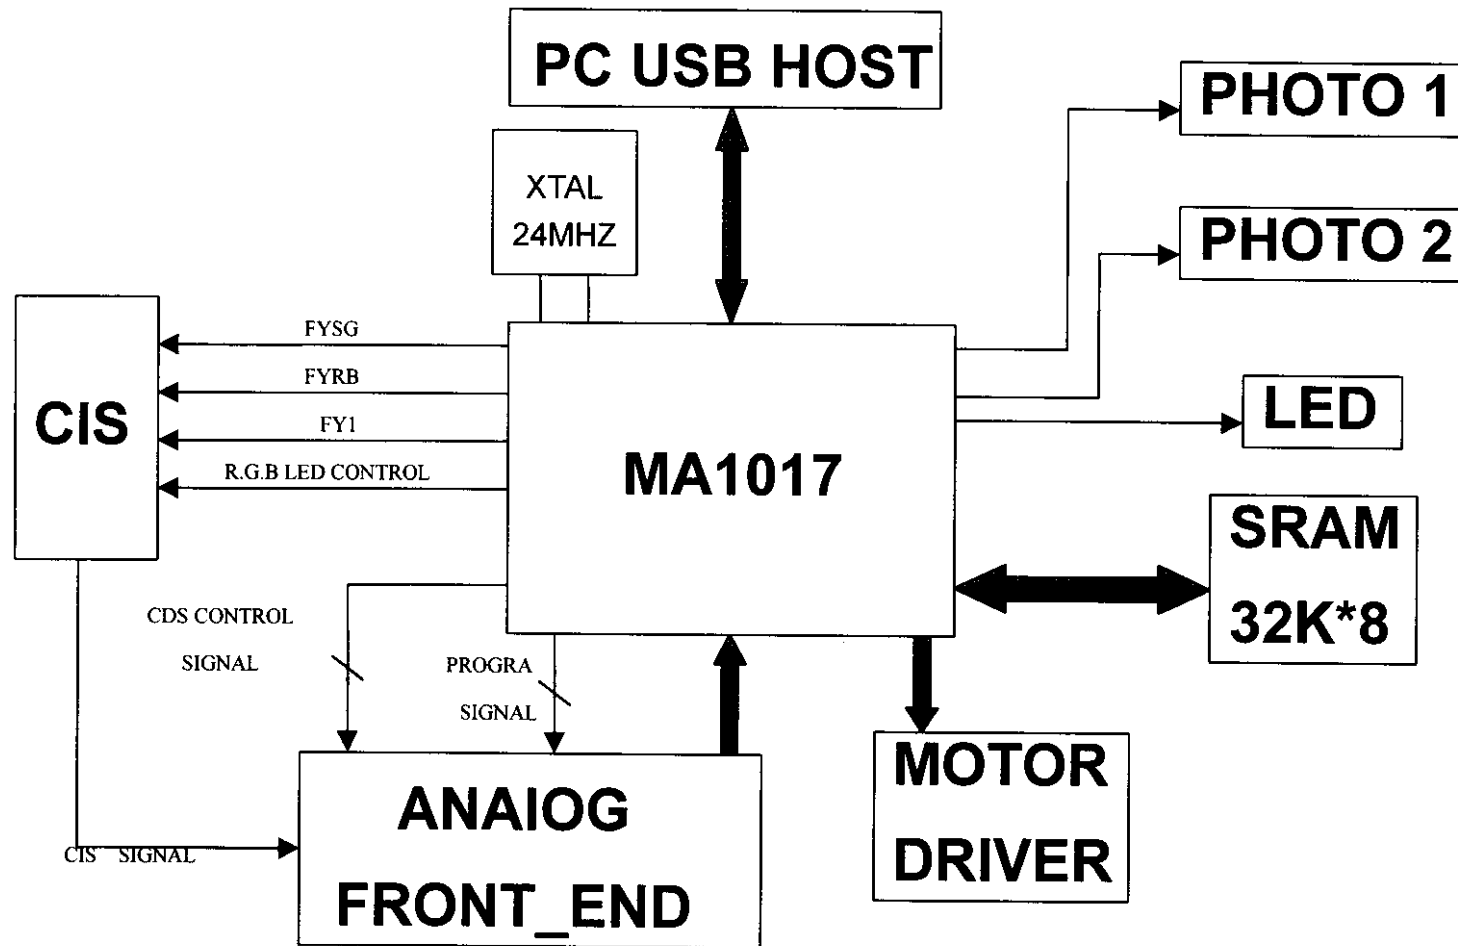 PC USB HOST
PHOTO 1
XTAL
24MHZ
PHOTO 2
FYSG
FYRB
FY1
R.G.B LED CONTROL
CIS
MA1017
LED
SRAM
32K*8
CDS CONTROL
SIGNAL
PROGRA
SIGNAL
MOTOR
DRIVER
ANAIOG
FRONT_END
CIS SIGNAL